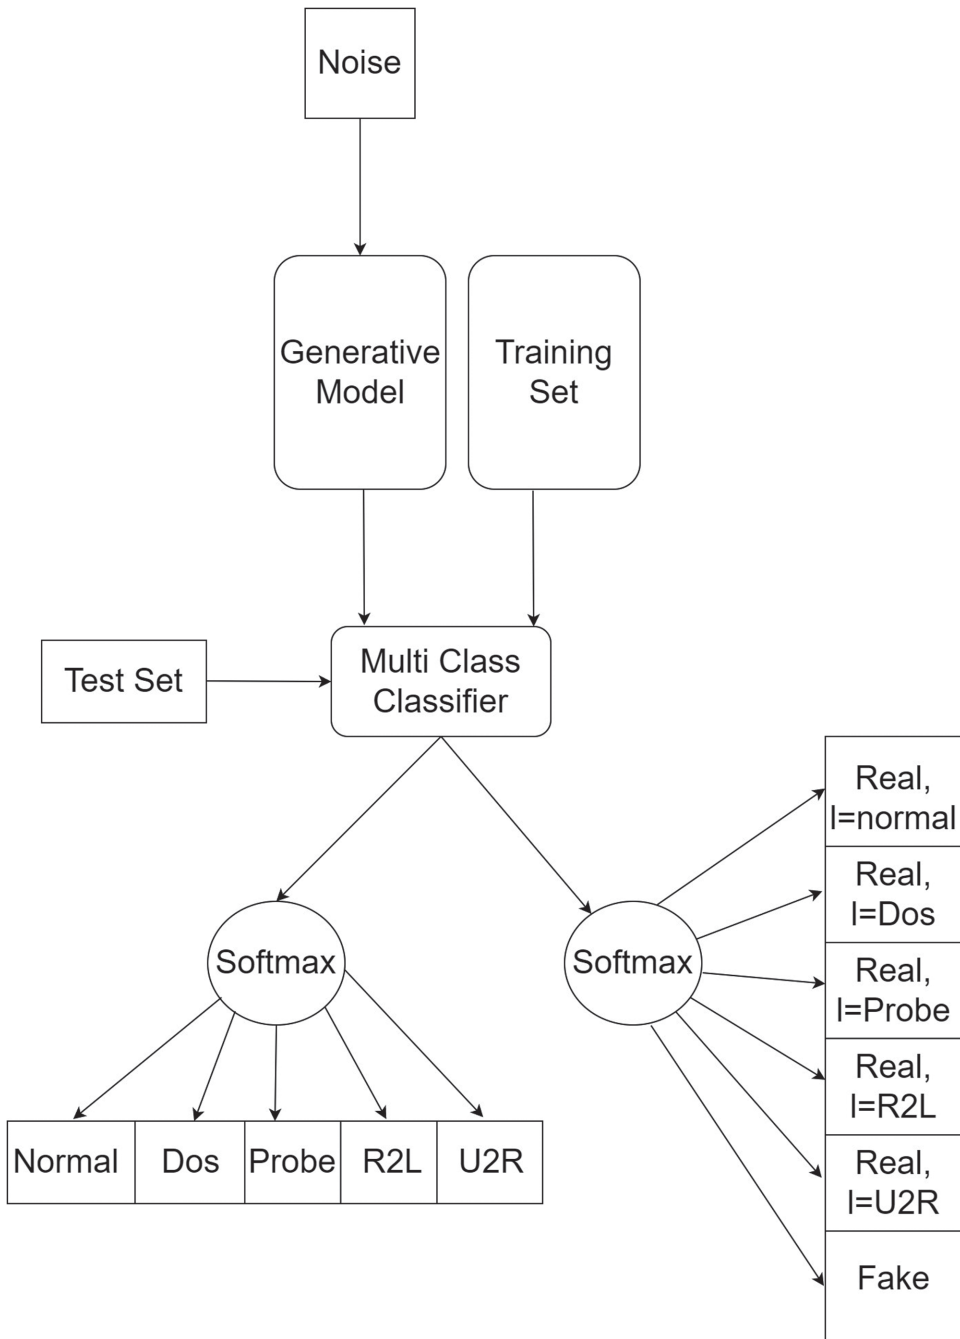 Noise
Generative
Model
Training
Set
Test Set
Multi Class
Classifier
Softmax
Softmax
Normal
Dos
Probe
R2L
U2R
Real,
l=normal
Real,
l=Dos
Real,
l=Probe
Real,
l=R2L
Real,
l=U2R
Fake